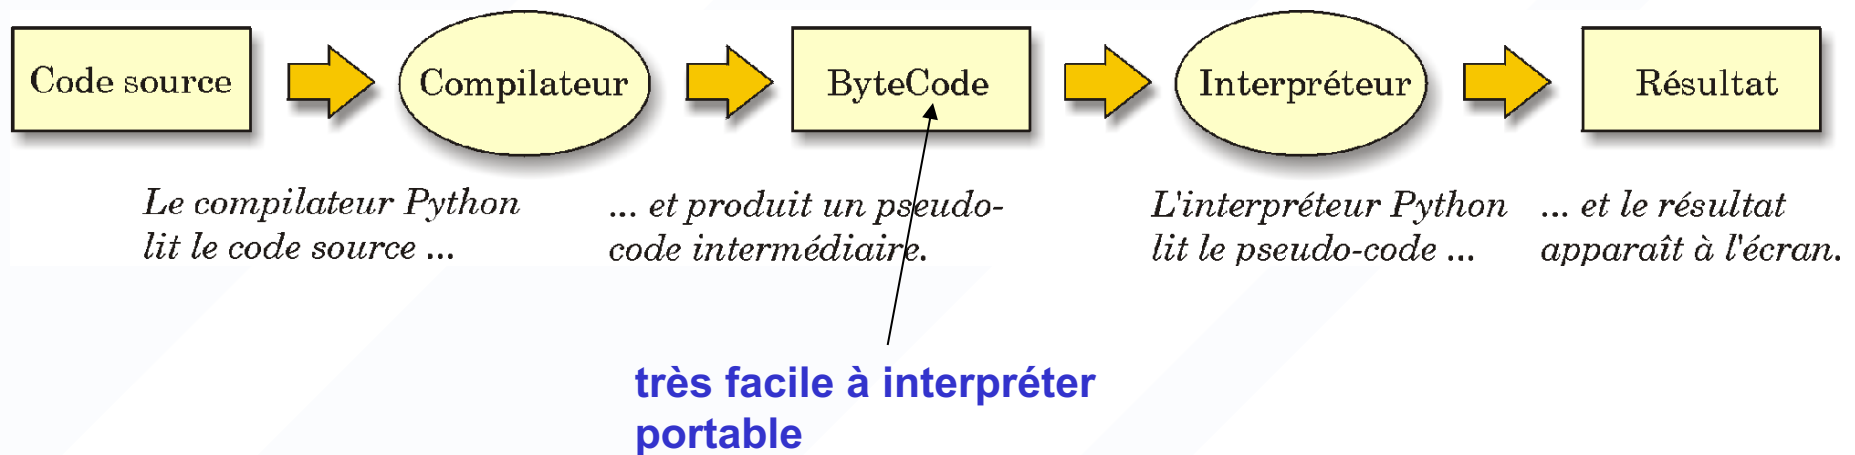 Code source
Compilateur
ByteCode
Interpréteur
Résultat
Le compilateur Python
lit le code source ...
... et produit un pseudo-
code intermédiaire.
L'interpréteur Python
lit le pseudo-code ...
... et le résultat
apparaît à l'écran.
très facile à interpréter
portable